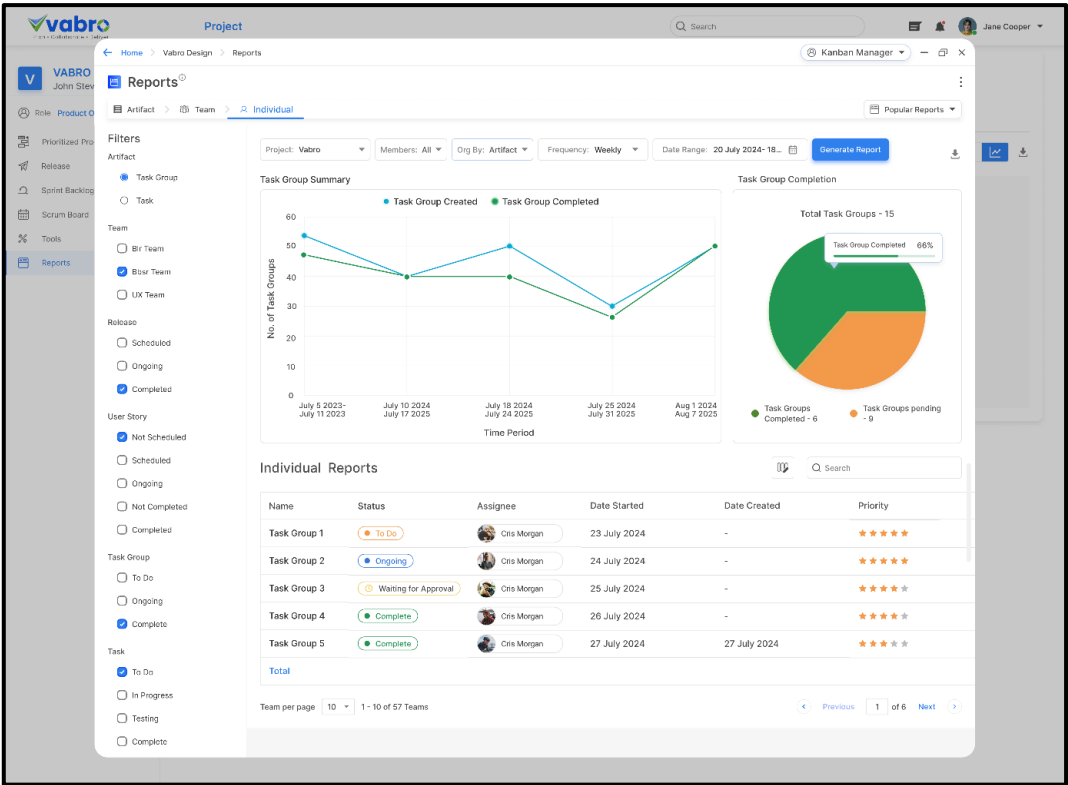 vabro
Project
Search
Jane Cooper
Home > Vabro Design > Reports
Kanban Manager
V
VABRO
John Stev
Reports
Artifact > Team > Individual
Popular Reports
Role Product O
Prioritized Pro
Release
Sprint Backlog
Scrum Board
Tools
Reports
Filters
Artifact
Task Group
Task
Team
Blr Team
Bbsr Team
UX Team
Release
Scheduled
Ongoing
Completed
User Story
Not Scheduled
Scheduled
Ongoing
Not Completed
Completed
Task Group
To Do
Ongoing
Complete
Task
To Do
In Progress
Testing
Complete
Project: Vabro
Members: All
Org By: Artifact
Frequency: Weekly
Date Range: 20 July 2024- 18...
Generate Report
Task Group Summary
Task Group Created
Task Group Completed
No. of Task Groups
60
50
40
30
20
10
0
July 5 2023-
July 11 2023
July 10 2024
July 17 2025
July 18 2024
July 24 2025
July 25 2024
July 31 2025
Aug 1 2024
Aug 7 2025
Time Period
Task Group Completion
Total Task Groups - 15
Task Group Completed 66%
Task Groups
Completed - 6
Task Groups pending
- 9
Individual Reports
Search
Name Status Assignee Date Started Date Created Priority
Task Group 1 To Do Cris Morgan 23 July 2024 -
Task Group 2 Ongoing Cris Morgan 24 July 2024 -
Task Group 3 Waiting for Approval Cris Morgan 25 July 2024 -
Task Group 4 Complete Cris Morgan 26 July 2024 -
Task Group 5 Complete Cris Morgan 27 July 2024 27 July 2024
Total
Team per page 10 1 - 10 of 57 Teams
Previous 1 of 6 Next